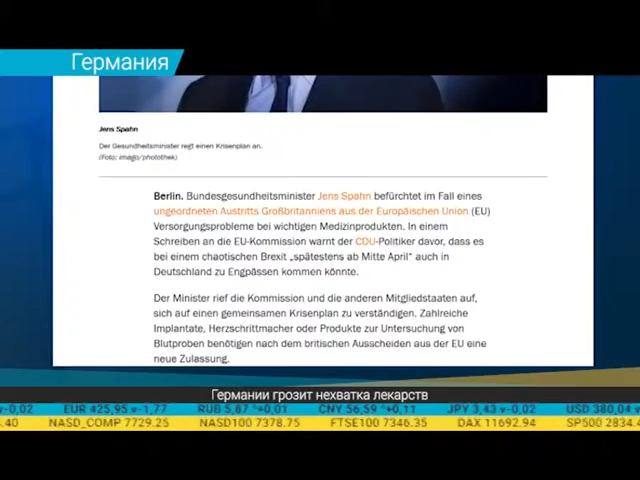 Германия
Jens Spahn
Der Gesundheitsminister regt einen Krisenplan an.
(Foto: imago/photothek)
Berlin. Bundesgesundheitsminister Jens Spahn befürchtet im Fall eines
ungeordneten Austritts Großbritanniens aus der Europäischen Union (EU)
Versorgungsprobleme bei wichtigen Medizinprodukten. In einem
Schreiben an die EU-Kommission warnt der CDU-Politiker davor, dass es
bei einem chaotischen Brexit „spätestens ab Mitte April“ auch in
Deutschland zu Engpässen kommen könnte.
Der Minister rief die Kommission und die anderen Mitgliedstaaten auf,
sich auf einen gemeinsamen Krisenplan zu verständigen. Zahlreiche
Implantate, Herzschrittmacher oder Produkte zur Untersuchung von
Blutproben benötigen nach dem britischen Ausscheiden aus der EU eine
neue Zulassung.
Германии грозит нехватка лекарств
v-0,02 EUR 425,95 v-1,77 RUB 5,87 ^+0,01 CNY 56,59 ^+0,11 JPY 3,43 v-0,02 USD 380,04 v
.40 NASD_COMP 7729.25 NASD100 7378.75 FTSE100 7346.35 DAX 11692.94 SP500 2834.4